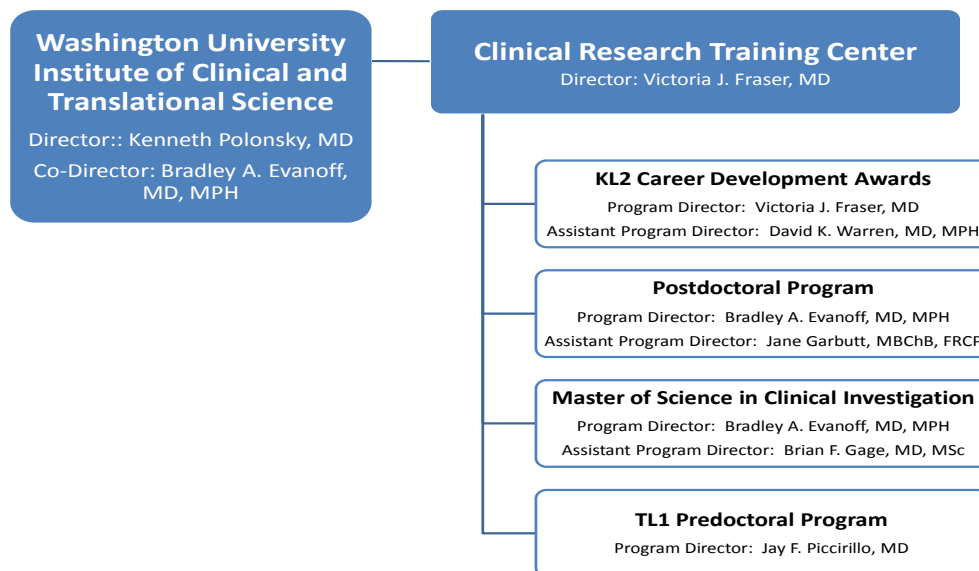 Washington University
Institute of Clinical and
Translational Science
Director:: Kenneth Polonsky, MD
Co-Director: Bradley A. Evanoff,
MD, MPH
Clinical Research Training Center
Director: Victoria J. Fraser, MD
KL2 Career Development Awards
Program Director: Victoria J. Fraser, MD
Assistant Program Director: David K. Warren, MD, MPH
Postdoctoral Program
Program Director: Bradley A. Evanoff, MD, MPH
Assistant Program Director: Jane Garbutt, MBChB, FRCP
Master of Science in Clinical Investigation
Program Director: Bradley A. Evanoff, MD, MPH
Assistant Program Director: Brian F. Gage, MD, MSc
TL1 Predoctoral Program
Program Director: Jay F. Piccirillo, MD